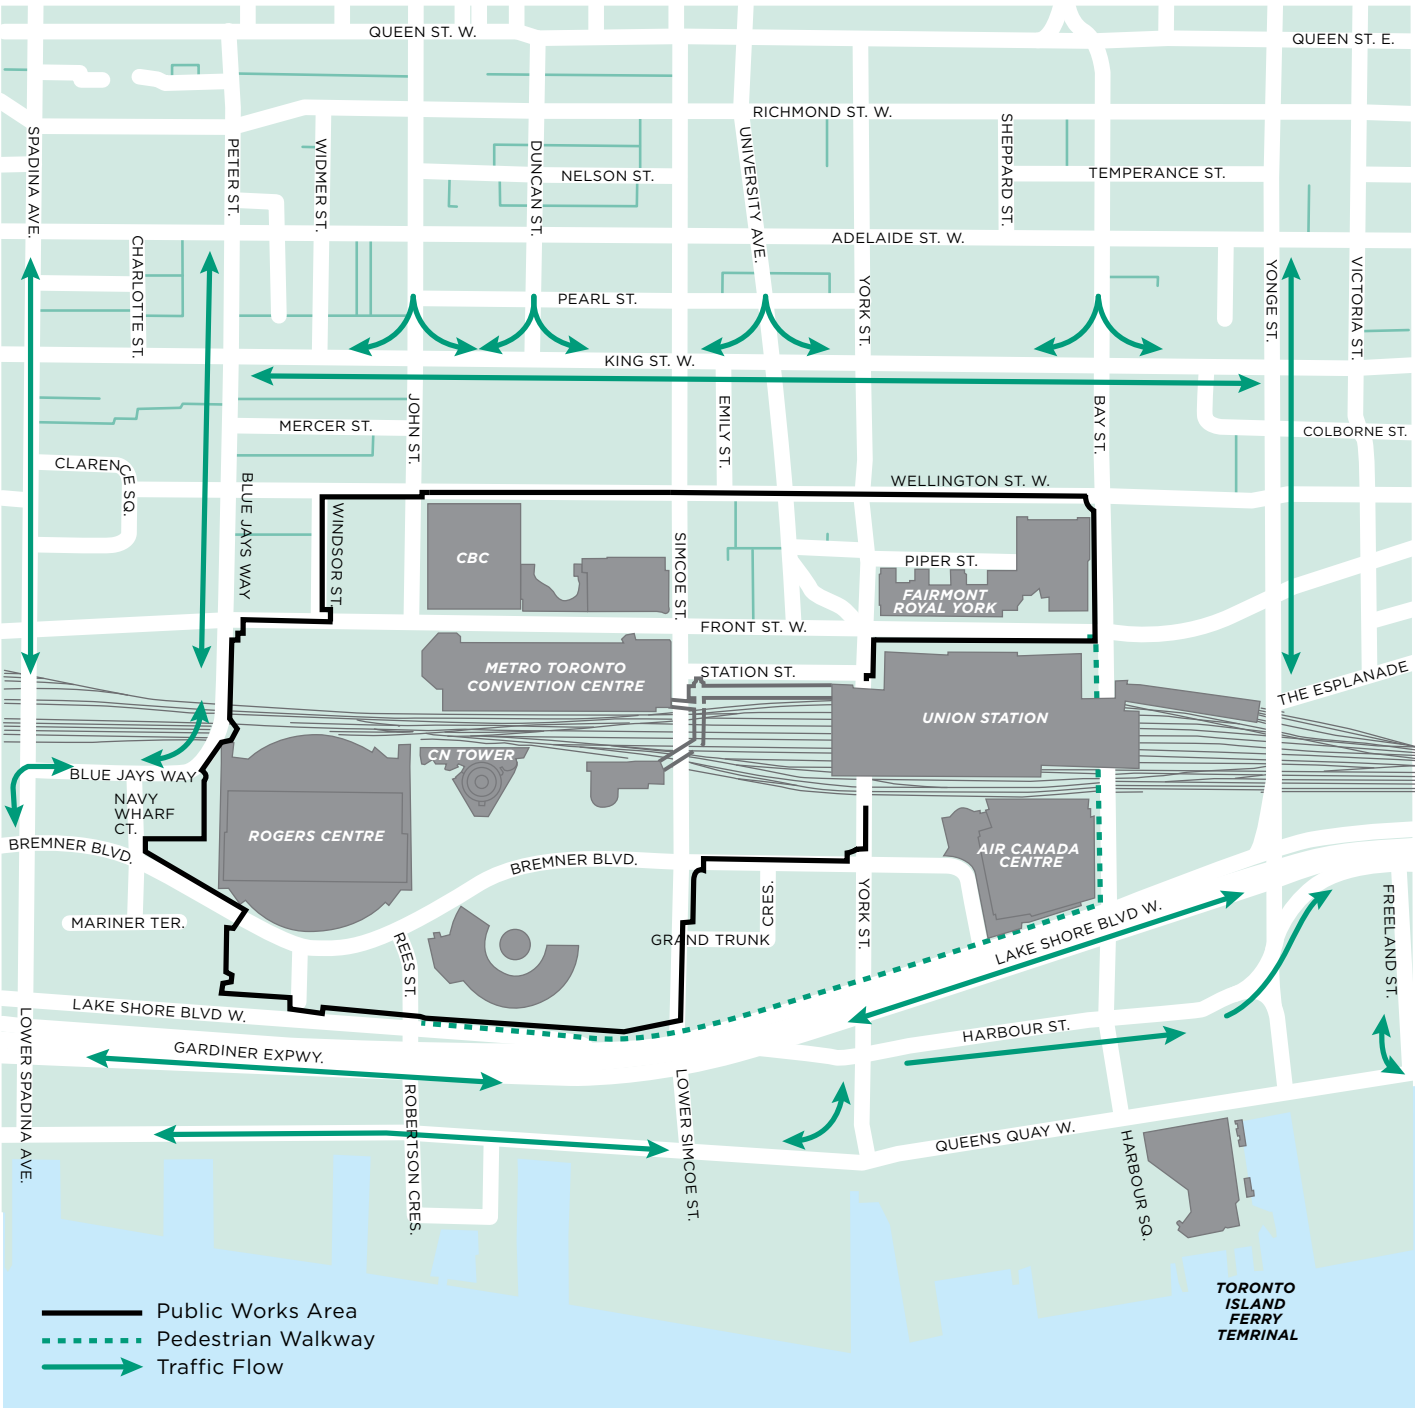 QUEEN ST. W.
QUEEN ST. E.
RICHMOND ST. W.
SPADINA AVE.
PETER ST.
WIDMER ST.
DUNCAN ST.
NELSON ST.
UNIVERSITY AVE.
SHEPPARD ST.
TEMPERANCE ST.
ADELAIDE ST. W.
CHARLOTTE ST.
PEARL ST.
YORK ST.
YONGE ST.
VICTORIA ST.
KING ST. W.
MERCER ST.
JOHN ST.
EMILY ST.
BAY ST.
COLBORNE ST.
CLARENCE SQ.
BLUE JAYS WAY
WINDSOR ST.
WELLINGTON ST. W.
CBC
SIMCOE ST.
PIPER ST.
FAIRMONT
ROYAL YORK
FRONT ST. W.
METRO TORONTO
CONVENTION CENTRE
STATION ST.
THE ESPLANADE
UNION STATION
CN TOWER
BLUE JAYS WAY
NAVY
WHARF
CT.
BREMNER BLVD.
ROGERS CENTRE
BREMNER BLVD.
AIR CANADA
CENTRE
MARINER TER.
REES ST.
GRAND TRUNK
CRES.
YORK ST.
LAKE SHORE BLVD W.
FREELAND ST.
LAKE SHORE BLVD W.
LOWER SPADINA AVE.
GARDINER EXPWY.
HARBOUR ST.
ROBERTSON CRES.
LOWER SIMCOE ST.
QUEENS QUAY W.
HARBOUR SQ.
TORONTO
ISLAND
FERRY
TEMRINAL
Public Works Area
Pedestrian Walkway
Traffic Flow